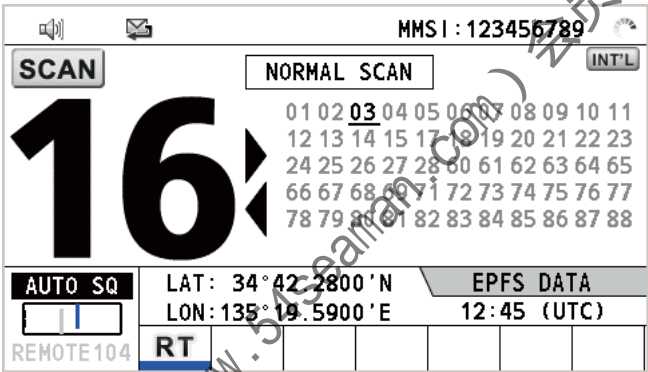 MMSI:123456789
SCAN
NORMAL SCAN
INT'L
16
01 02 03 04 05 06 07 08 09 10 11
12 13 14 15 17 18 19 20 21 22 23
24 25 26 27 28 60 61 62 63 64 65
66 67 68 69 71 72 73 74 75 76 77
78 79 80 81 82 83 84 85 86 87 88
AUTO SQ
LAT: 34°42.2800'N
EPFS DATA
LON:135°19.5900'E
12:45 (UTC)
REMOTE104
RT
w.54seaman.com）会